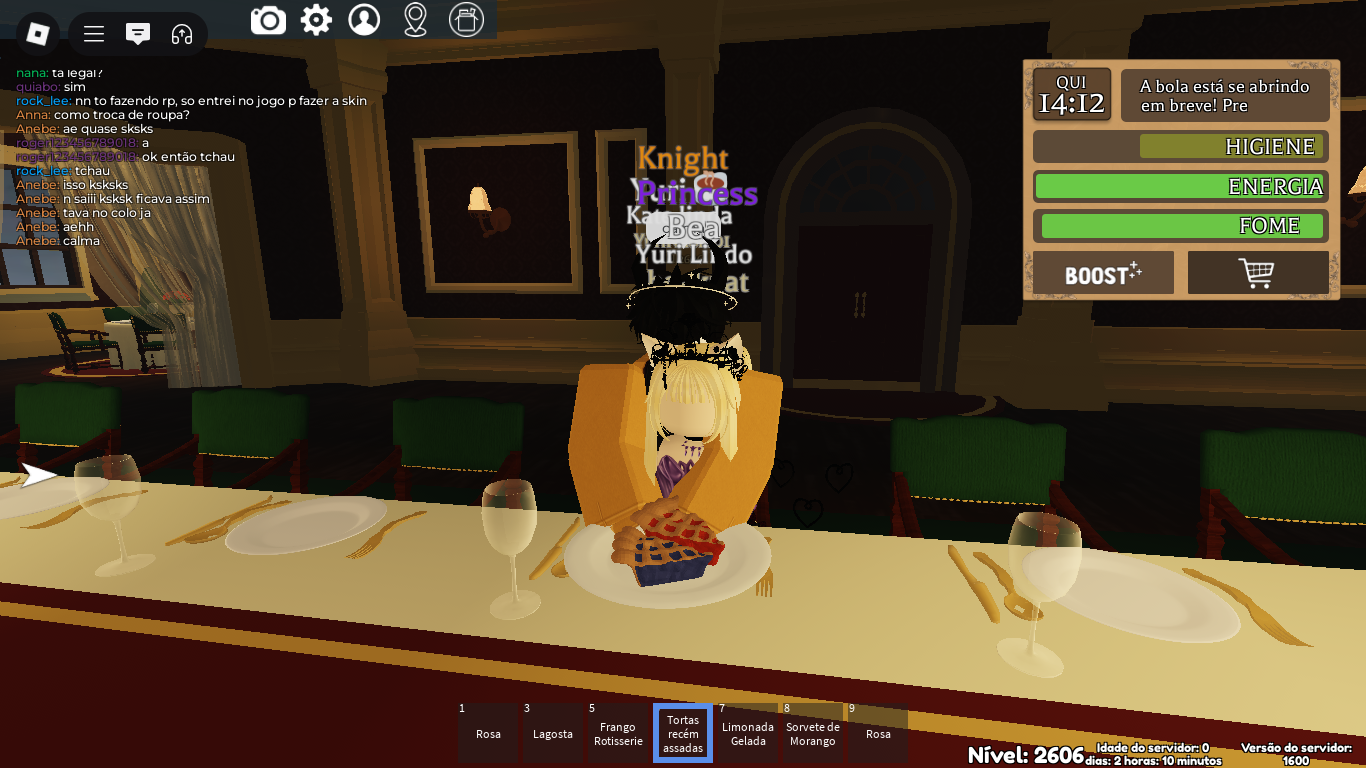 nana: ta legal?
quiabo: sim
rock_lee: nn to fazendo rp, so entrei no jogo p fazer a skin
Anna: como troca de roupa?
Anebe: ae quase sksks
roger123456789018: a
roger123456789018: ok então tchau
rock_lee: tchau
Anebe: isso ksksks
Anebe: n saiii ksksk ficava assim
Anebe: tava no colo ja
Anebe: aehh
Anebe: calma
QUI
14:12
A bola está se abrindo
em breve! Pre
HIGIENE
ENERGIA
FOME
BOOST
Knight
Princess
Bea
Yuri Lindo
1
Rosa
3
Lagosta
5
Frango
Rotisserie
Tortas
recém
assadas
7
Limonada
Gelada
8
Sorvete de
Morango
9
Rosa
Nível: 2606
Idade do servidor: 0
dias: 2 horas: 10 minutos
Versão do servidor:
1600